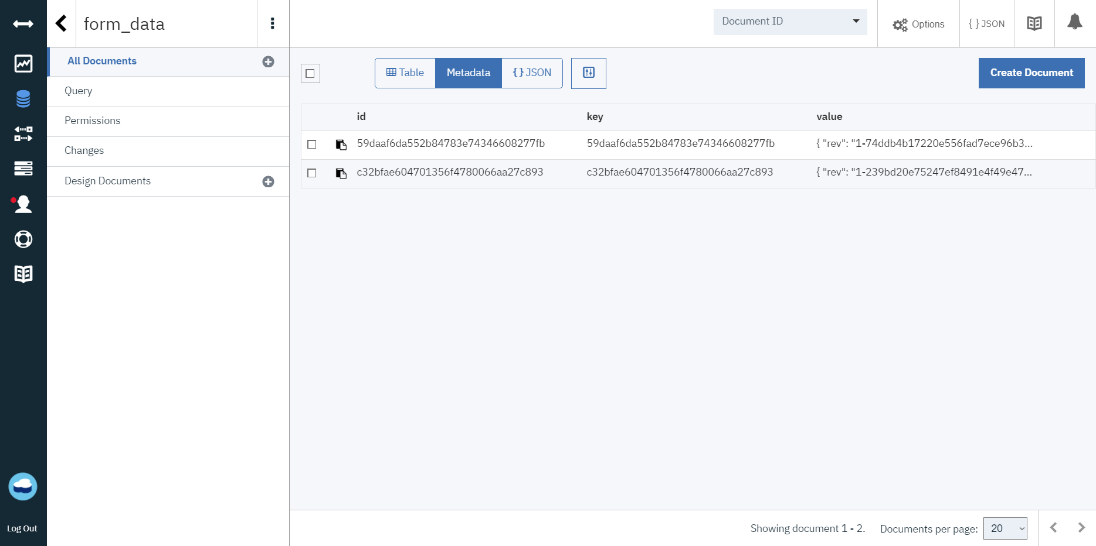 form_data
Document ID
Options
{ } JSON
All Documents
Query
Permissions
Changes
Design Documents
Table
Metadata
{ } JSON
Create Document
id key value
59daaf6da552b84783e74346608277fb 59daaf6da552b84783e74346608277fb { "rev": "1-74ddb4b17220e556fad7ece96b3...
c32bfae604701356f4780066aa27c893 c32bfae604701356f4780066aa27c893 { "rev": "1-239bd20e75247ef8491e4f49e47...
Log Out
Showing document 1 - 2. Documents per page: 20